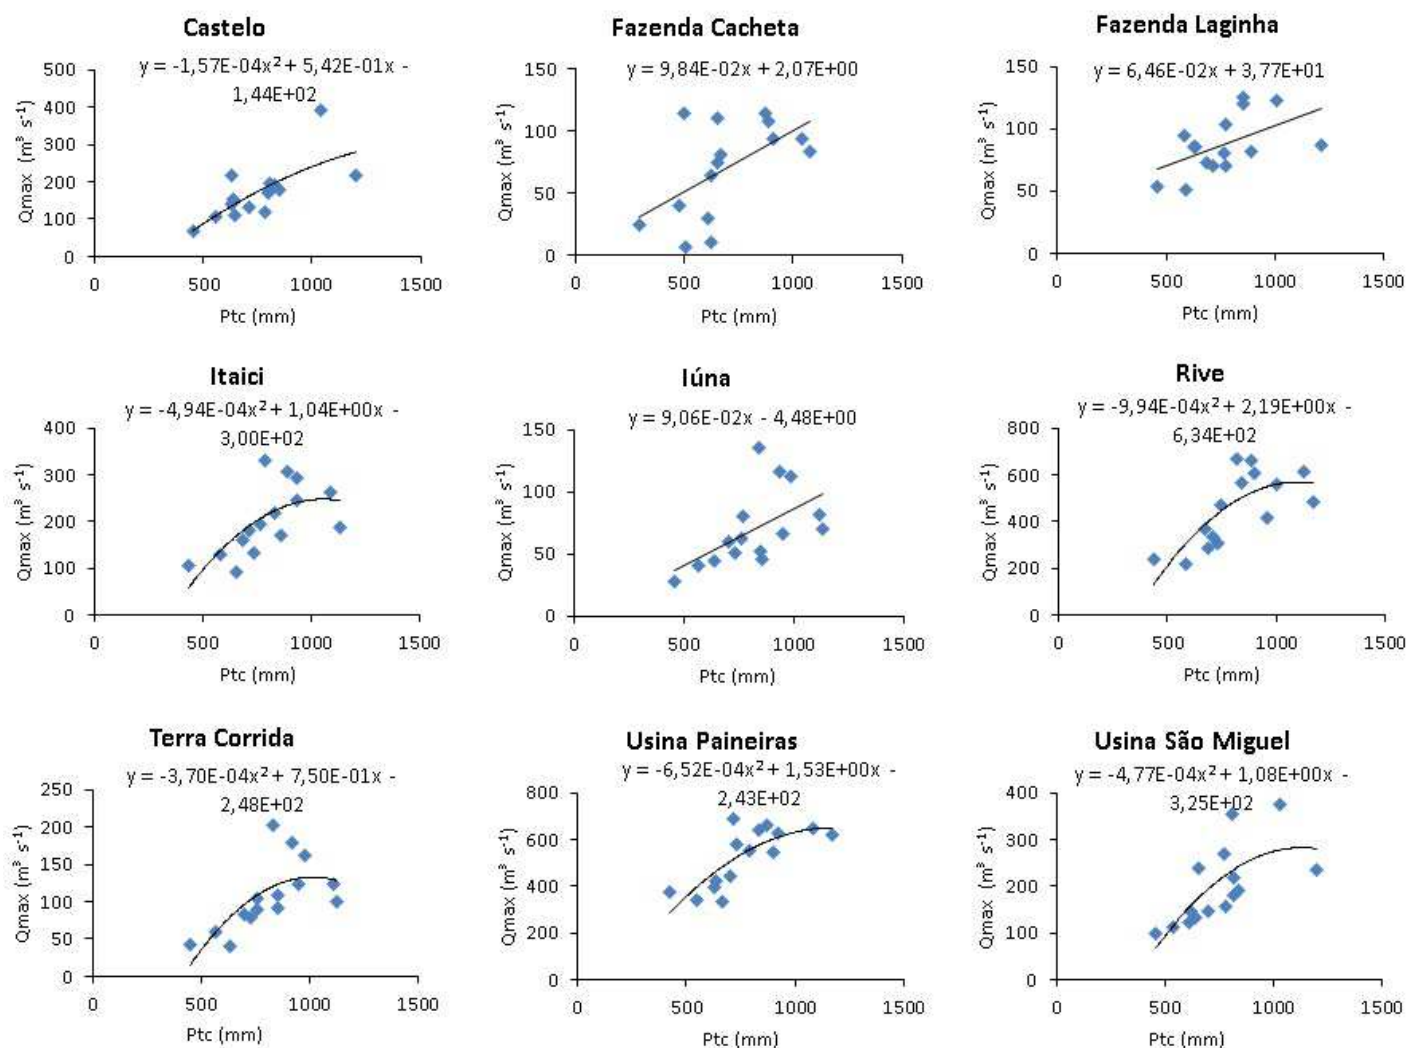 Castelo
y = -1,57E-04x² + 5,42E-01x -
1,44E+02
500
400
300
200
100
0
Qmax (m³ s⁻¹)
0 500 1000 1500
Ptc (mm)
Fazenda Cacheta
y = 9,84E-02x + 2,07E+00
150
100
50
0
Qmax (m³ s⁻¹)
0 500 1000 1500
Ptc (mm)
Fazenda Laginha
y = 6,46E-02x + 3,77E+01
150
100
50
0
Qmax (m³ s⁻¹)
0 500 1000 1500
Ptc (mm)
Itaici
y = -4,94E-04x² + 1,04E+00x -
3,00E+02
400
300
200
100
0
Qmax (m³ s⁻¹)
0 500 1000 1500
Ptc (mm)
Iúna
y = 9,06E-02x - 4,48E+00
150
100
50
0
Qmax (m³ s⁻¹)
0 500 1000 1500
Ptc (mm)
Rive
y = -9,94E-04x² + 2,19E+00x -
6,34E+02
800
600
400
200
0
Qmax (m³ s⁻¹)
0 500 1000 1500
Ptc (mm)
Terra Corrida
y = -3,70E-04x² + 7,50E-01x -
2,48E+02
250
200
150
100
50
0
Qmax (m³ s⁻¹)
0 500 1000 1500
Ptc (mm)
Usina Paineiras
y = -6,52E-04x² + 1,53E+00x -
2,43E+02
800
600
400
200
0
Qmax (m³ s⁻¹)
0 500 1000 1500
Ptc (mm)
Usina São Miguel
y = -4,77E-04x² + 1,08E+00x -
3,25E+02
400
300
200
100
0
Qmax (m³ s⁻¹)
0 500 1000 1500
Ptc (mm)